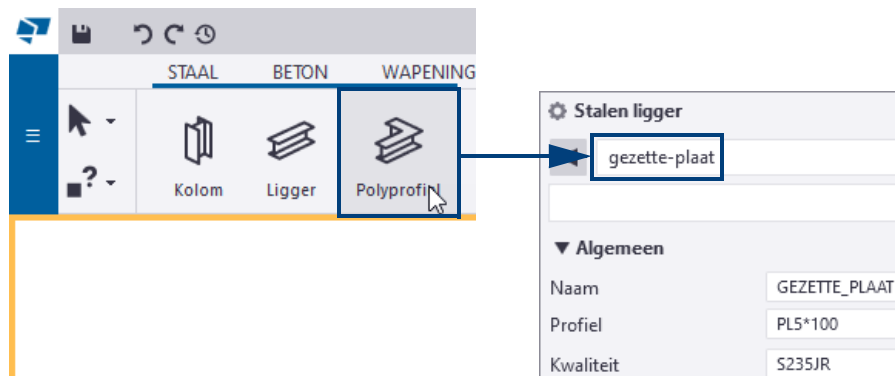 STAAL BETON WAPENING
Kolom Ligger Polyprofiel
?
Stalen ligger
gezette-plaat
Algemeen
Naam GEZETTE_PLAAT
Profiel PL5*100
Kwaliteit S235JR